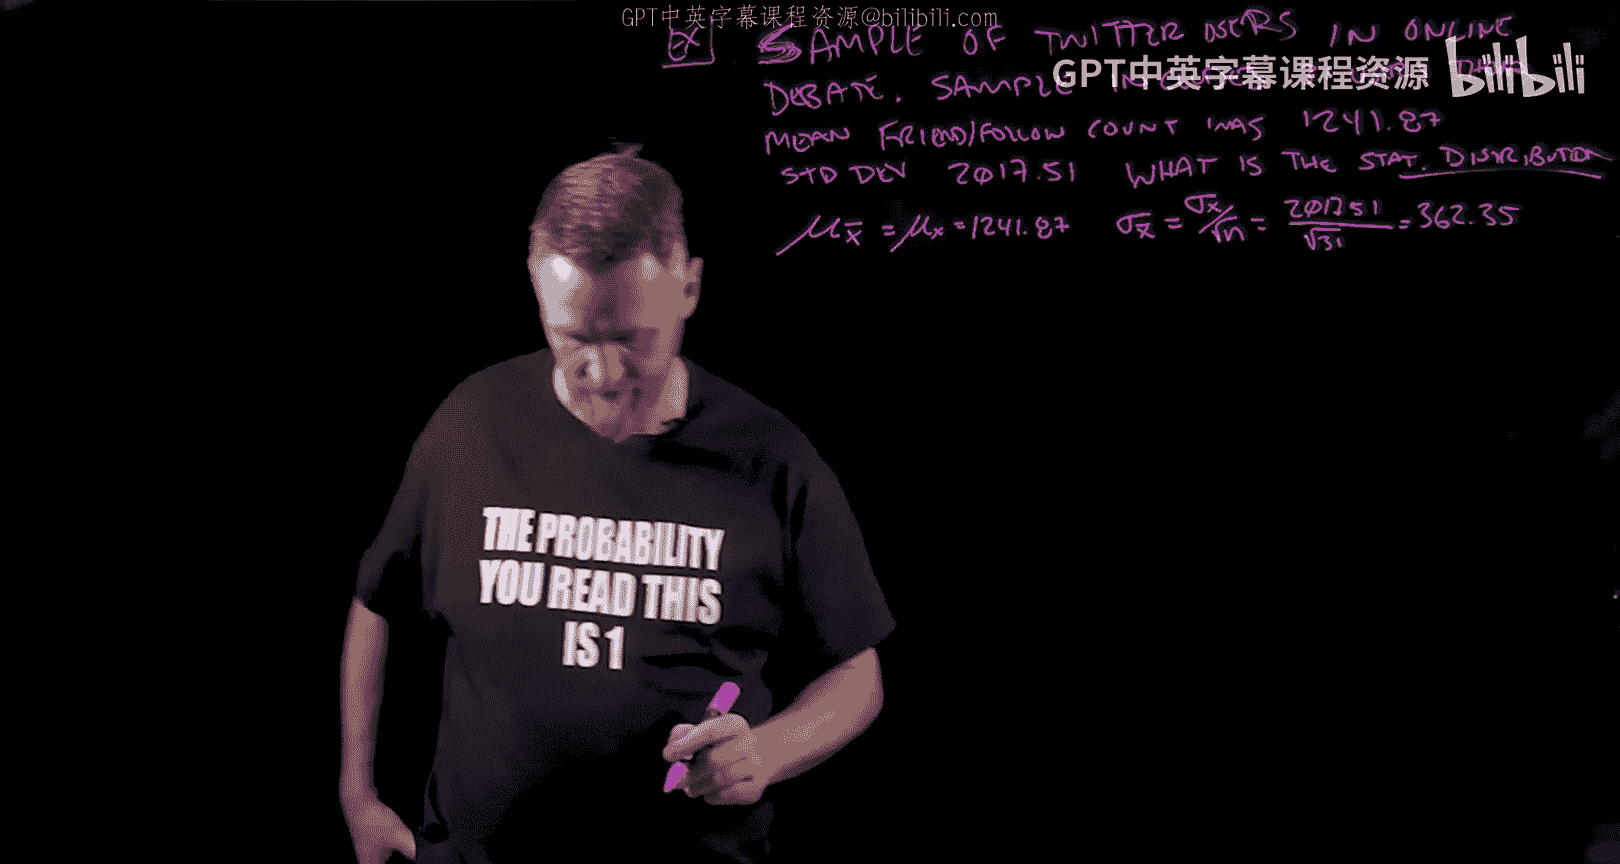 GPT中英字幕课程资源@bilibili.com
EX SAMPLE OF TWITTER USERS IN ONLINE
GPT中英字幕课程资源 bilibili
DEBATE. SAMPLE
MEAN FRIEND/FOLLOW COUNT WAS 1241.87
STD DEV 2017.51 WHAT IS THE STAT. DISTRIBUTION
μx̄ = μx = 1241.87 σx̄ = σx/√n = 2017.51/√31 = 362.35
THE PROBABILITY
YOU READ THIS
IS 1